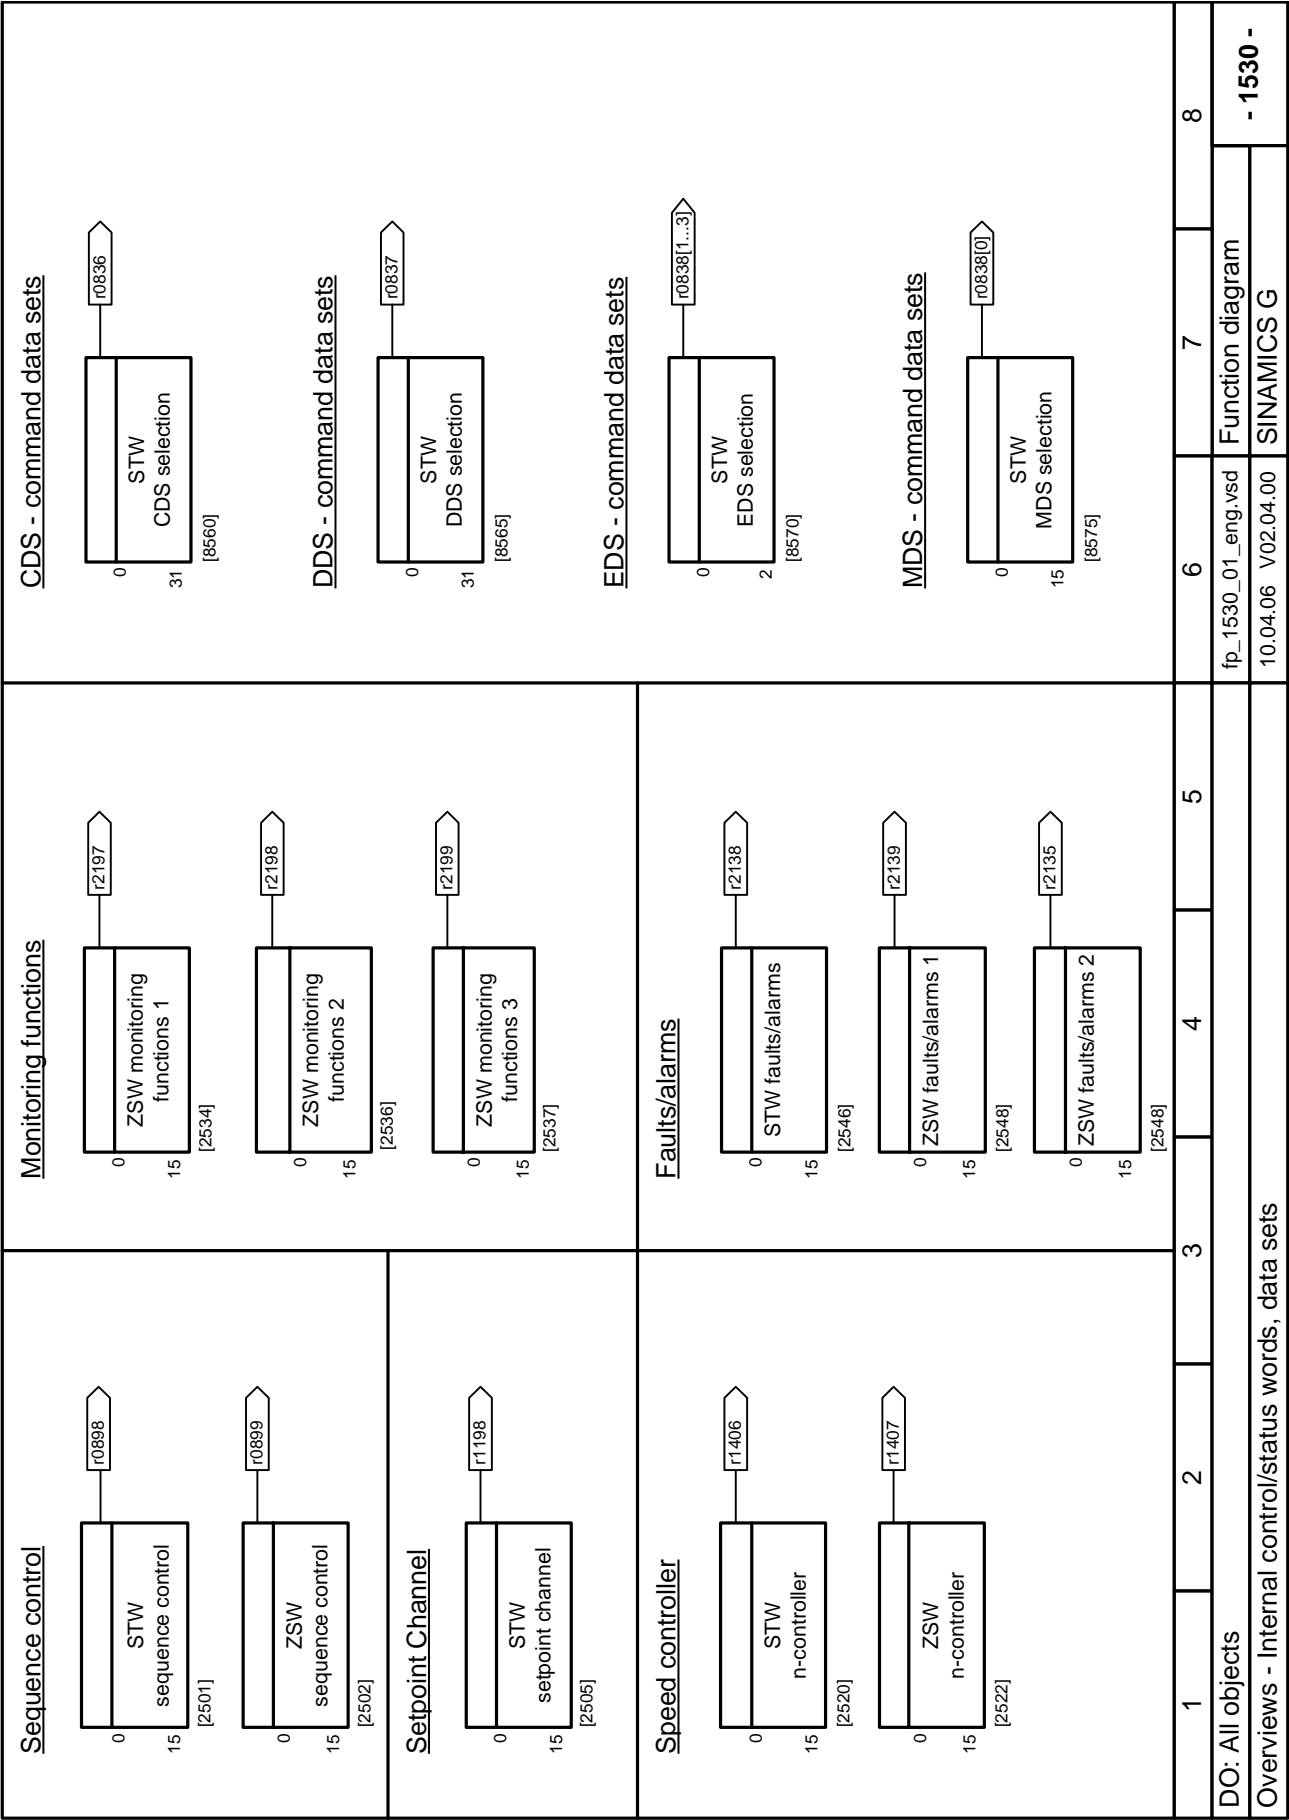 Sequence control
STW
sequence control
0
15
[2501]
r0898
ZSW
sequence control
0
15
[2502]
r0899
Setpoint Channel
STW
setpoint channel
0
15
[2505]
r1198
Speed controller
STW
n-controller
0
15
[2520]
r1406
ZSW
n-controller
0
15
[2522]
r1407
Monitoring functions
ZSW monitoring
functions 1
0
15
[2534]
r2197
ZSW monitoring
functions 2
0
15
[2536]
r2198
ZSW monitoring
functions 3
0
15
[2537]
r2199
Faults/alarms
STW faults/alarms
0
15
[2546]
r2138
ZSW faults/alarms 1
0
15
[2548]
r2139
ZSW faults/alarms 2
0
15
[2548]
r2135
CDS - command data sets
STW
CDS selection
0
31
[8560]
r0836
DDS - command data sets
STW
DDS selection
0
31
[8565]
r0837
EDS - command data sets
STW
EDS selection
0
2
[8570]
r0838[1...3]
MDS - command data sets
STW
MDS selection
0
15
[8575]
r0838[0]
1 2 3 4 5 6 7 8
DO: All objects
Overviews - Internal control/status words, data sets
fp_1530_01_eng.vsd
10.04.06 V02.04.00
Function diagram
SINAMICS G
- 1530 -